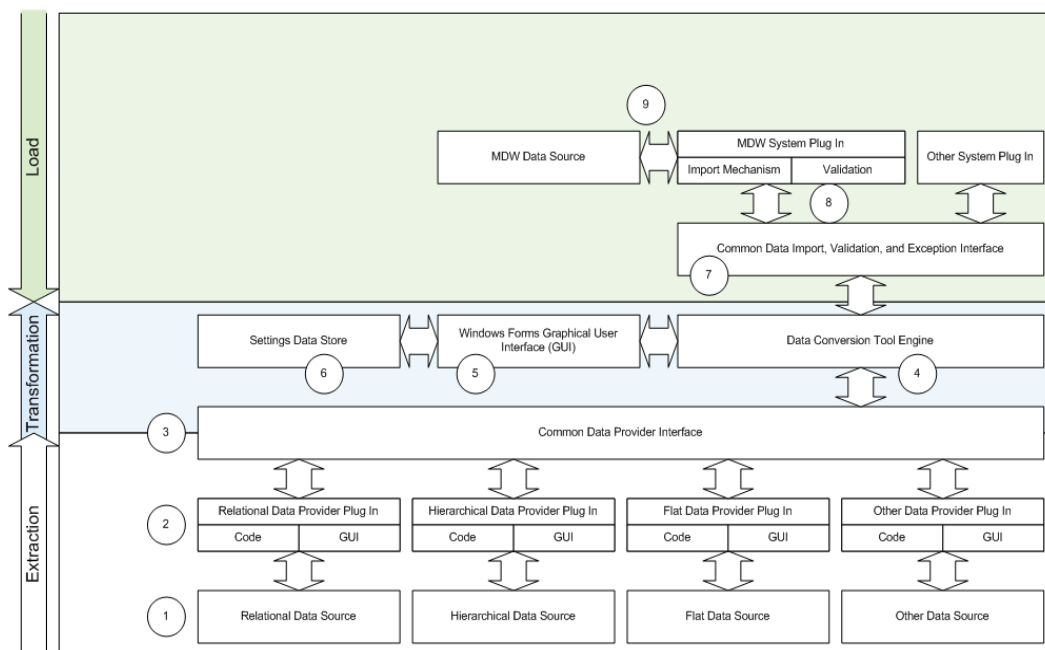 Load
9
MDW Data Source
MDW System Plug In
Import Mechanism
Validation
Other System Plug In
8
Common Data Import, Validation, and Exception Interface
7
Transformation
Settings Data Store
Windows Forms Graphical User
Interface (GUI)
Data Conversion Tool Engine
6
5
4
3
Common Data Provider Interface
Extraction
2
Relational Data Provider Plug In
Code
GUI
Hierarchical Data Provider Plug In
Code
GUI
Flat Data Provider Plug In
Code
GUI
Other Data Provider Plug In
Code
GUI
1
Relational Data Source
Hierarchical Data Source
Flat Data Source
Other Data Source